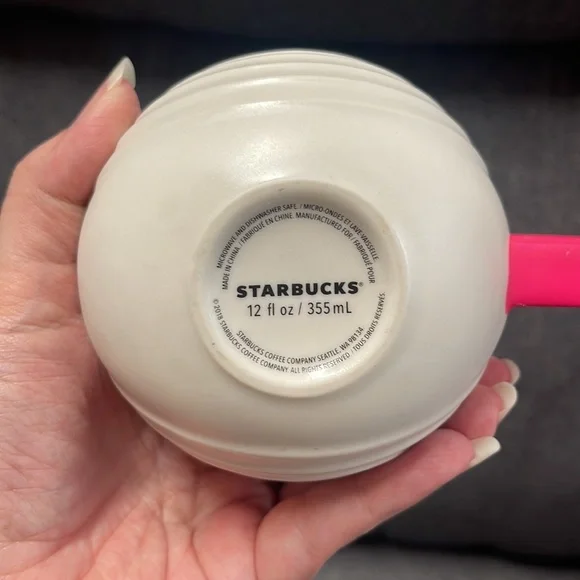 MICROWAVE AND DISHWASHER SAFE. / MICRO-ONDES ET LAVE-VAISSELLE.
MADE IN CHINA. / FABRIQUÉ EN CHINE. MANUFACTURED FOR / FABRIQUÉ POUR
STARBUCKS®
12 fl oz / 355 mL
STARBUCKS COFFEE COMPANY SEATTLE, WA 98134
© 2018 STARBUCKS COFFEE COMPANY. ALL RIGHTS RESERVED. / TOUS DROITS RÉSERVÉS.